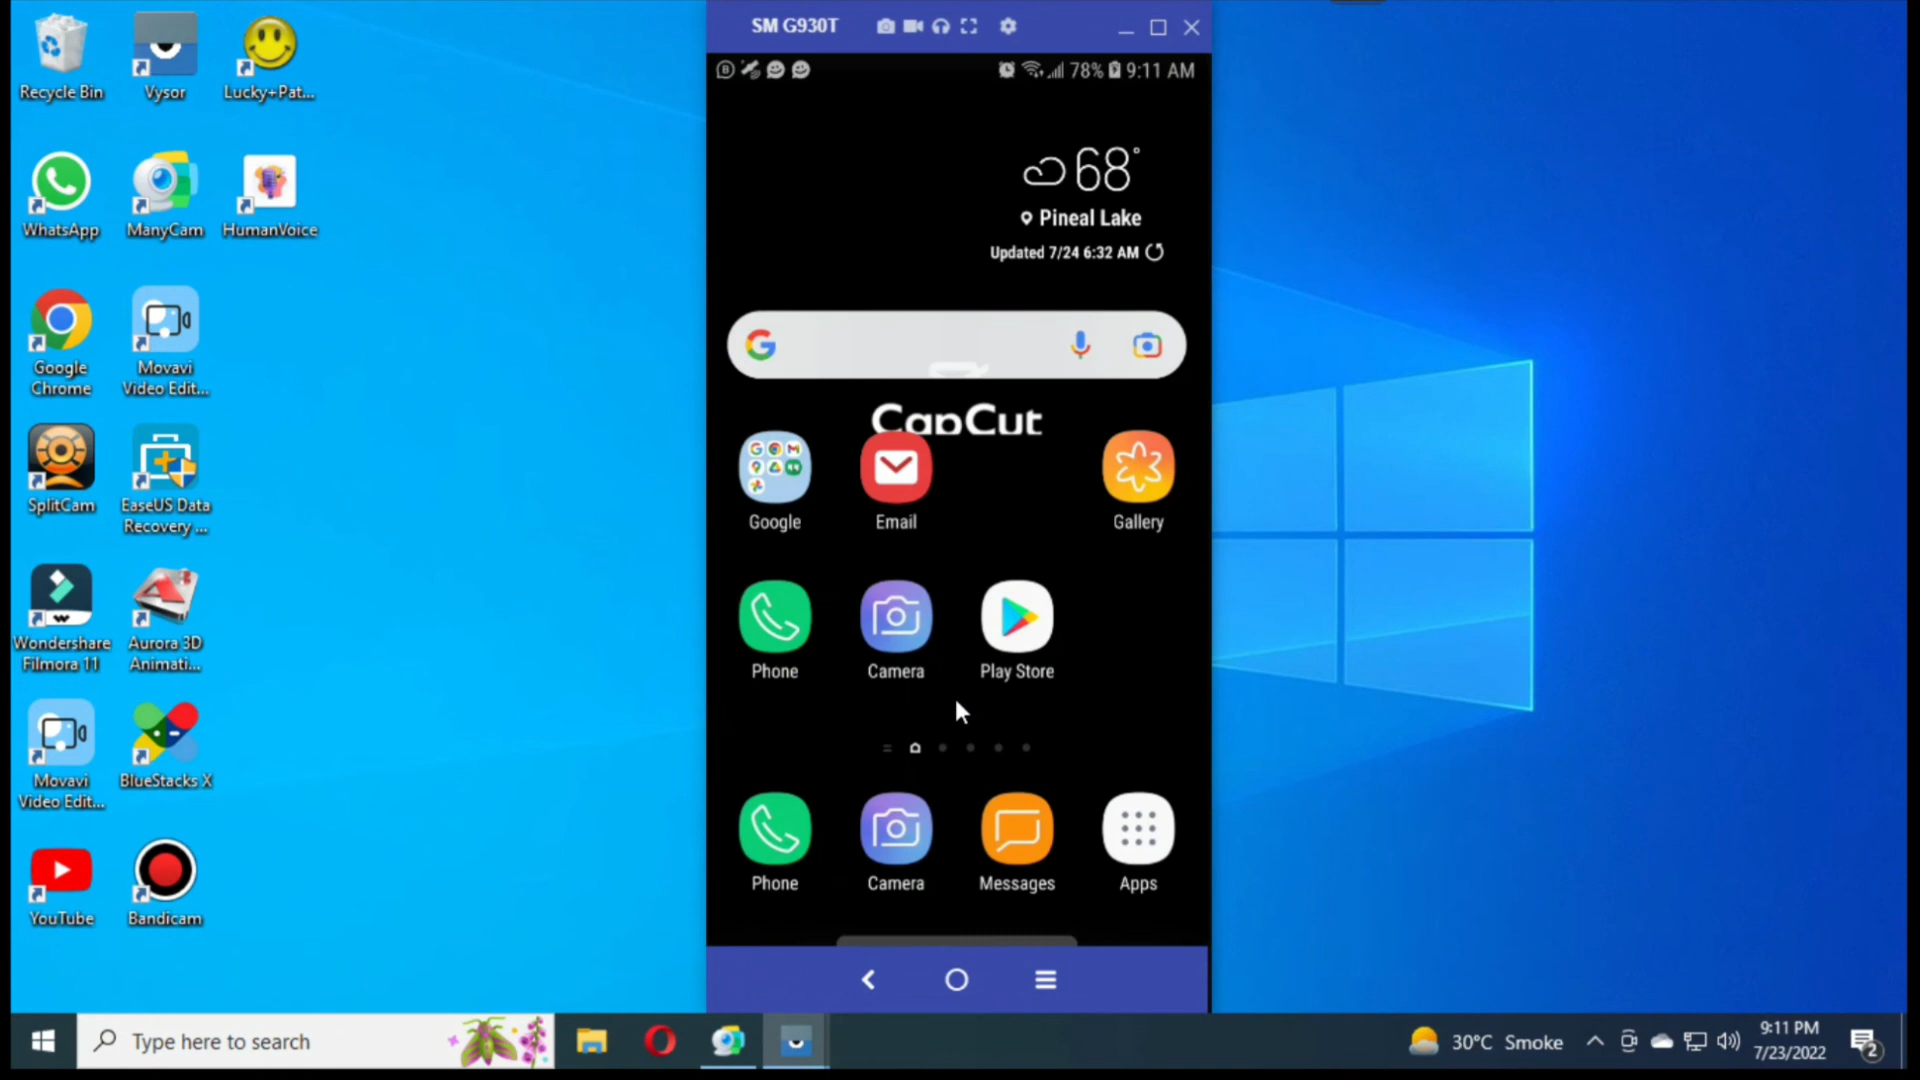 SM G930T
78% 9:11 AM
68°
Pineal Lake
Updated 7/24 6:32 AM
CapCut
Google
Email
Gallery
Phone
Camera
Play Store
Phone
Camera
Messages
Apps
Recycle Bin
Vysor
Lucky+Pat...
WhatsApp
ManyCam
HumanVoice
Google
Chrome
Movavi
Video Edit...
SplitCam
EaseUS Data
Recovery ...
Wondershare
Filmora 11
Aurora 3D
Animati...
Movavi
Video Edit...
BlueStacks X
YouTube
Bandicam
Type here to search
30°C Smoke
9:11 PM
7/23/2022
2